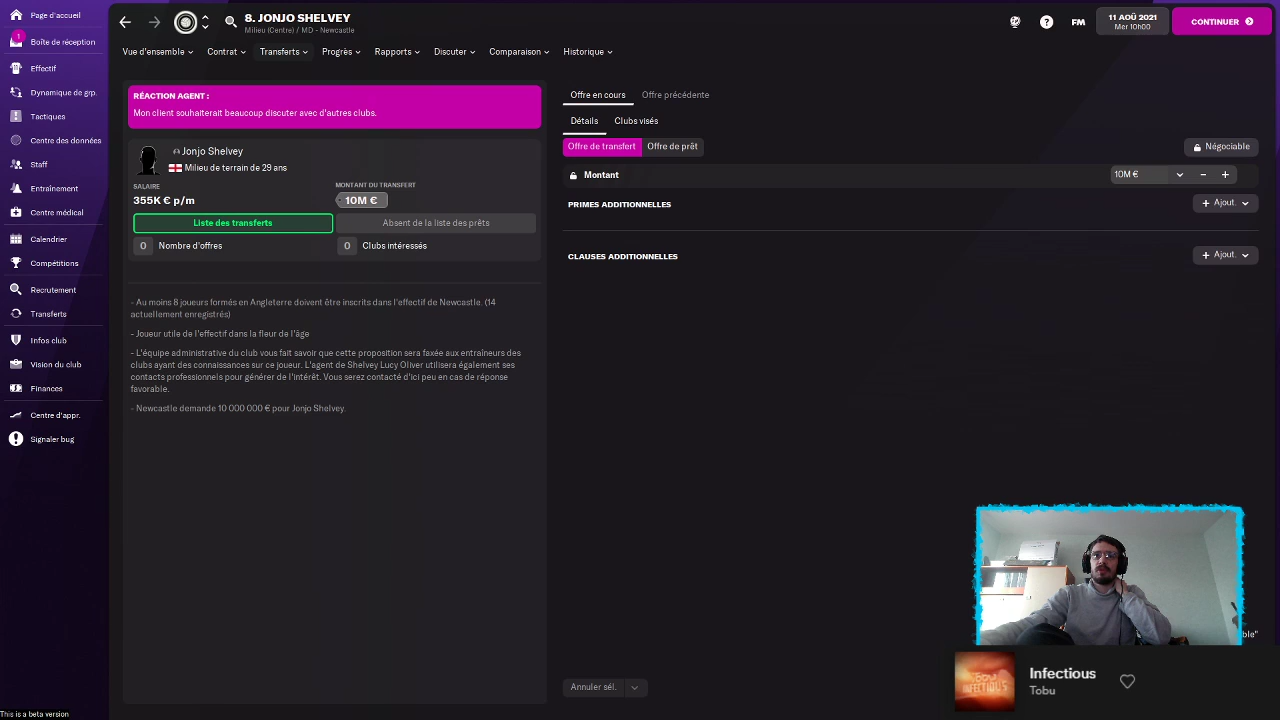 Page d'accueil
1
Boîte de réception
Effectif
Dynamique de grp.
Tactiques
Centre des données
Staff
Entraînement
Centre médical
Calendrier
Compétitions
Recrutement
Transferts
Infos club
Vision du club
Finances
Centre d'appr.
Signaler bug
This is a beta version
8. JONJO SHELVEY
Milieu (Centre) / MD - Newcastle
FM
11 AOÛ 2021
Mer 10h00
CONTINUER
Vue d'ensemble
Contrat
Transferts
Progrès
Rapports
Discuter
Comparaison
Historique
RÉACTION AGENT :
Mon client souhaiterait beaucoup discuter avec d'autres clubs.
Jonjo Shelvey
Milieu de terrain de 29 ans
SALAIRE
MONTANT DU TRANSFERT
355K € p/m
10M €
Liste des transferts
Absent de la liste des prêts
0 Nombre d'offres
0 Clubs intéressés
- Au moins 8 joueurs formés en Angleterre doivent être inscrits dans l'effectif de Newcastle. (14
actuellement enregistrés)
- Joueur utile de l'effectif dans la fleur de l'âge
- L'équipe administrative du club vous fait savoir que cette proposition sera faxée aux entraîneurs des
clubs ayant des connaissances sur ce joueur. L'agent de Shelvey Lucy Oliver utilisera également ses
contacts professionnels pour générer de l'intérêt. Vous serez contacté d'ici peu en cas de réponse
favorable.
- Newcastle demande 10 000 000 € pour Jonjo Shelvey.
Offre en cours
Offre précédente
Détails
Clubs visés
Offre de transfert
Offre de prêt
Négociable
Montant
10M €
PRIMES ADDITIONNELLES
+ Ajout.
CLAUSES ADDITIONNELLES
+ Ajout.
Annuler sél.
ble"
Infectious
Tobu